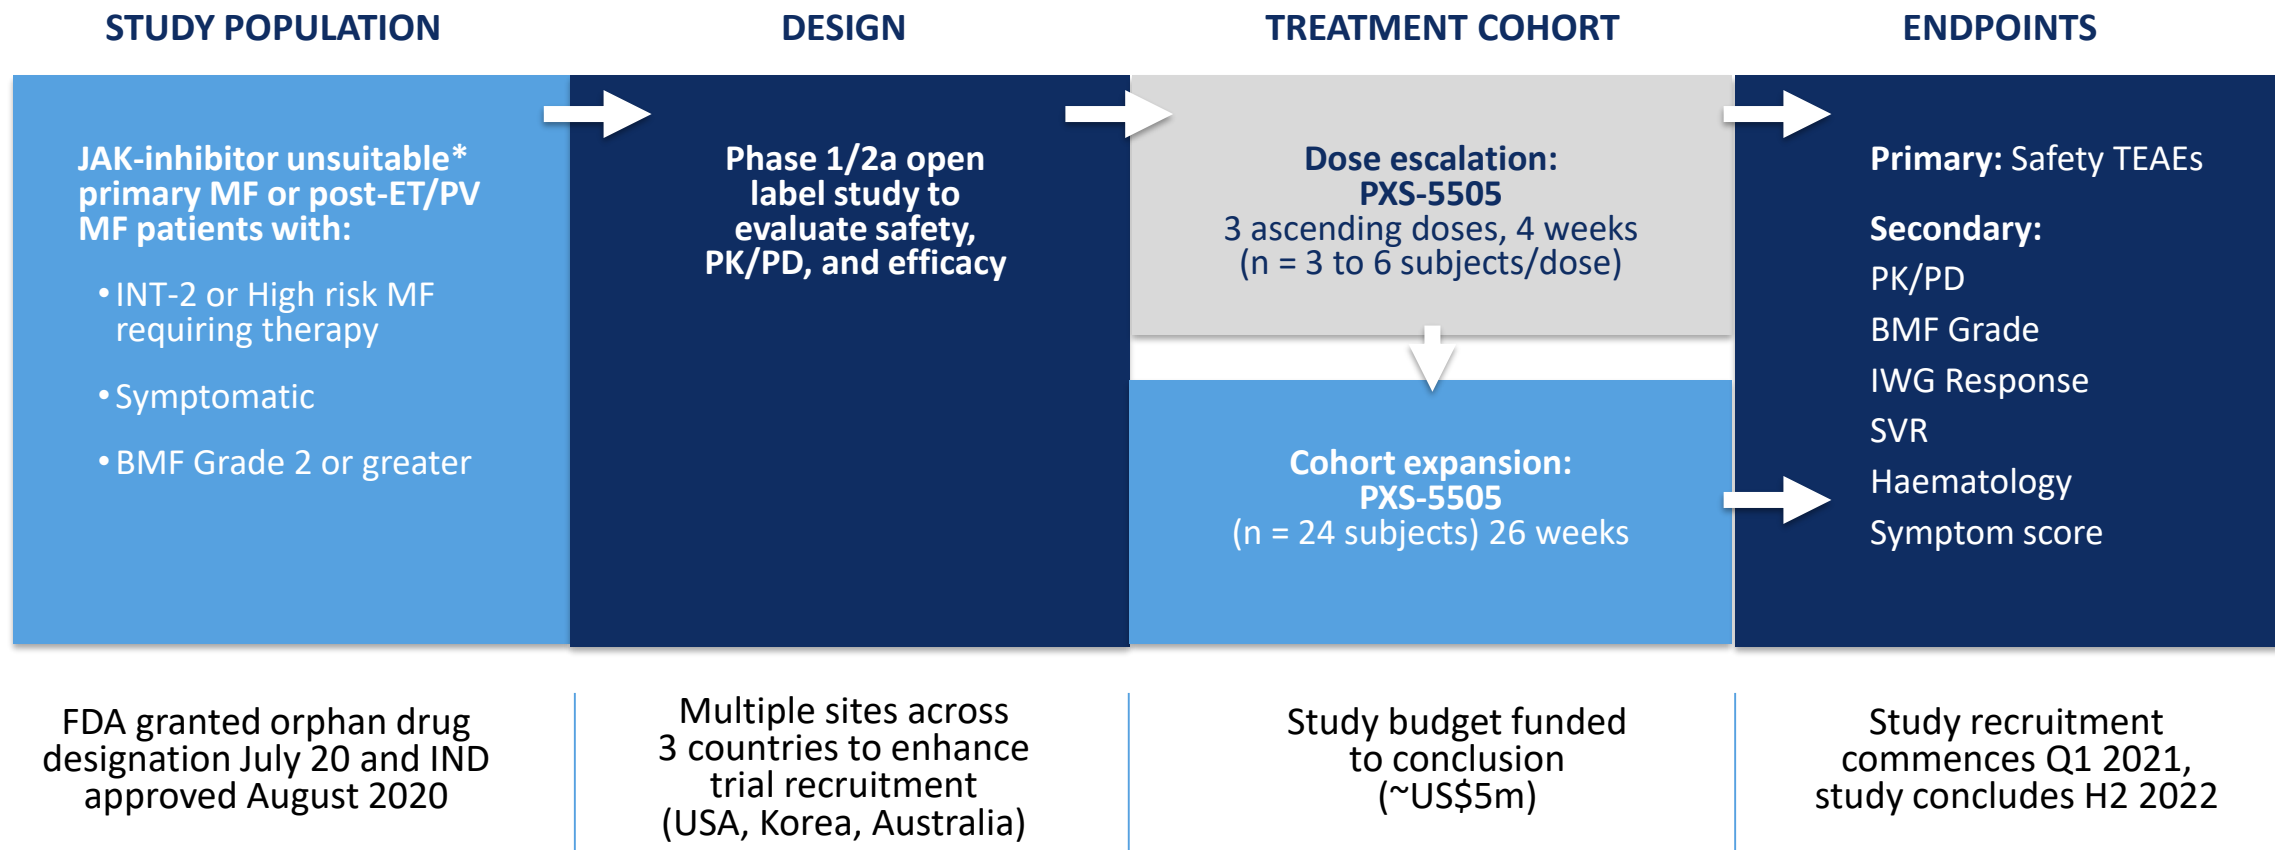 STUDY POPULATION
JAK-inhibitor unsuitable*
primary MF or post-ET/PV
MF patients with:
• INT-2 or High risk MF
requiring therapy
• Symptomatic
• BMF Grade 2 or greater
FDA granted orphan drug
designation July 20 and IND
approved August 2020
DESIGN
Phase 1/2a open
label study to
evaluate safety,
PK/PD, and efficacy
Multiple sites across
3 countries to enhance
trial recruitment
(USA, Korea, Australia)
TREATMENT COHORT
Dose escalation:
PXS-5505
3 ascending doses, 4 weeks
(n = 3 to 6 subjects/dose)
Cohort expansion:
PXS-5505
(n = 24 subjects) 26 weeks
Study budget funded
to conclusion
(~US$5m)
ENDPOINTS
Primary: Safety TEAEs
Secondary:
PK/PD
BMF Grade
IWG Response
SVR
Haematology
Symptom score
Study recruitment
commences Q1 2021,
study concludes H2 2022